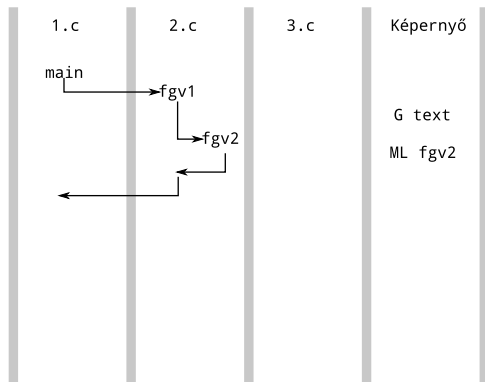 1.c 2.c 3.c Képernyő
main
fgv1
G text
fgv2
ML fgv2